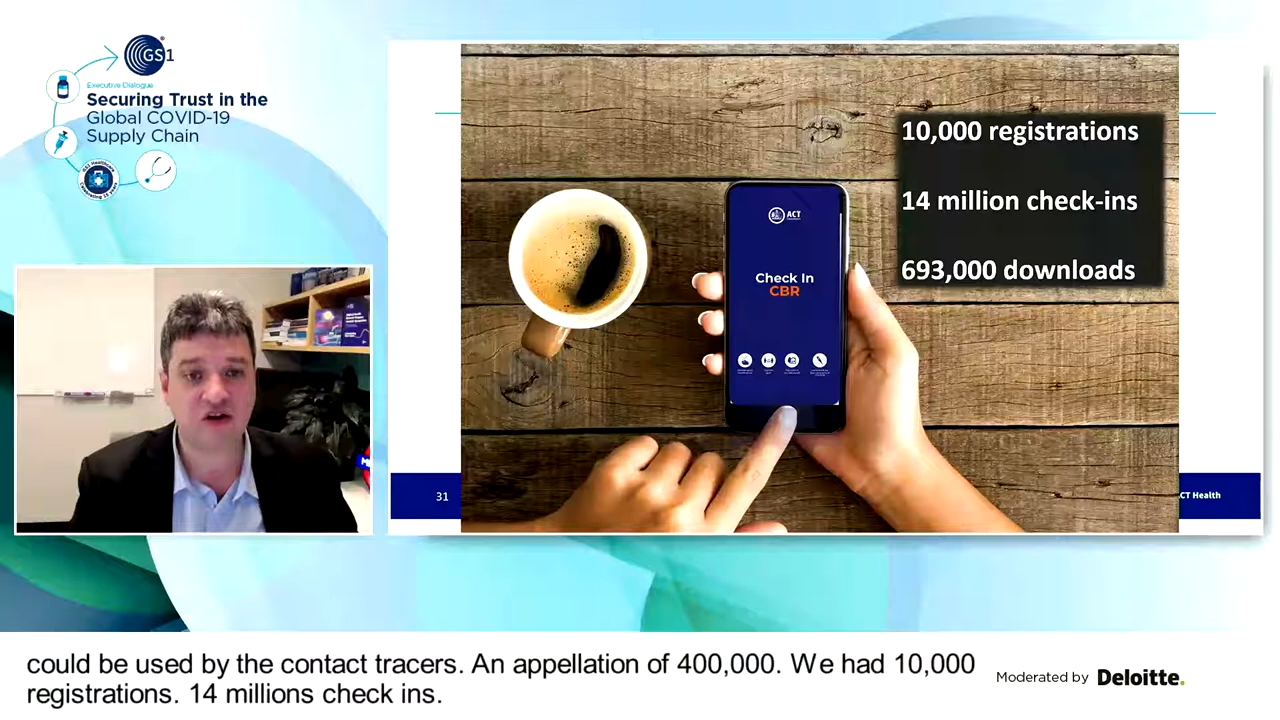 GS1
Executive Dialogue
Securing Trust in the
Global COVID-19
Supply Chain
10,000 registrations
14 million check-ins
693,000 downloads
ACT
Check In
CBR
31
CT Health
could be used by the contact tracers. An appellation of 400,000. We had 10,000
registrations. 14 millions check ins.
Moderated by Deloitte.